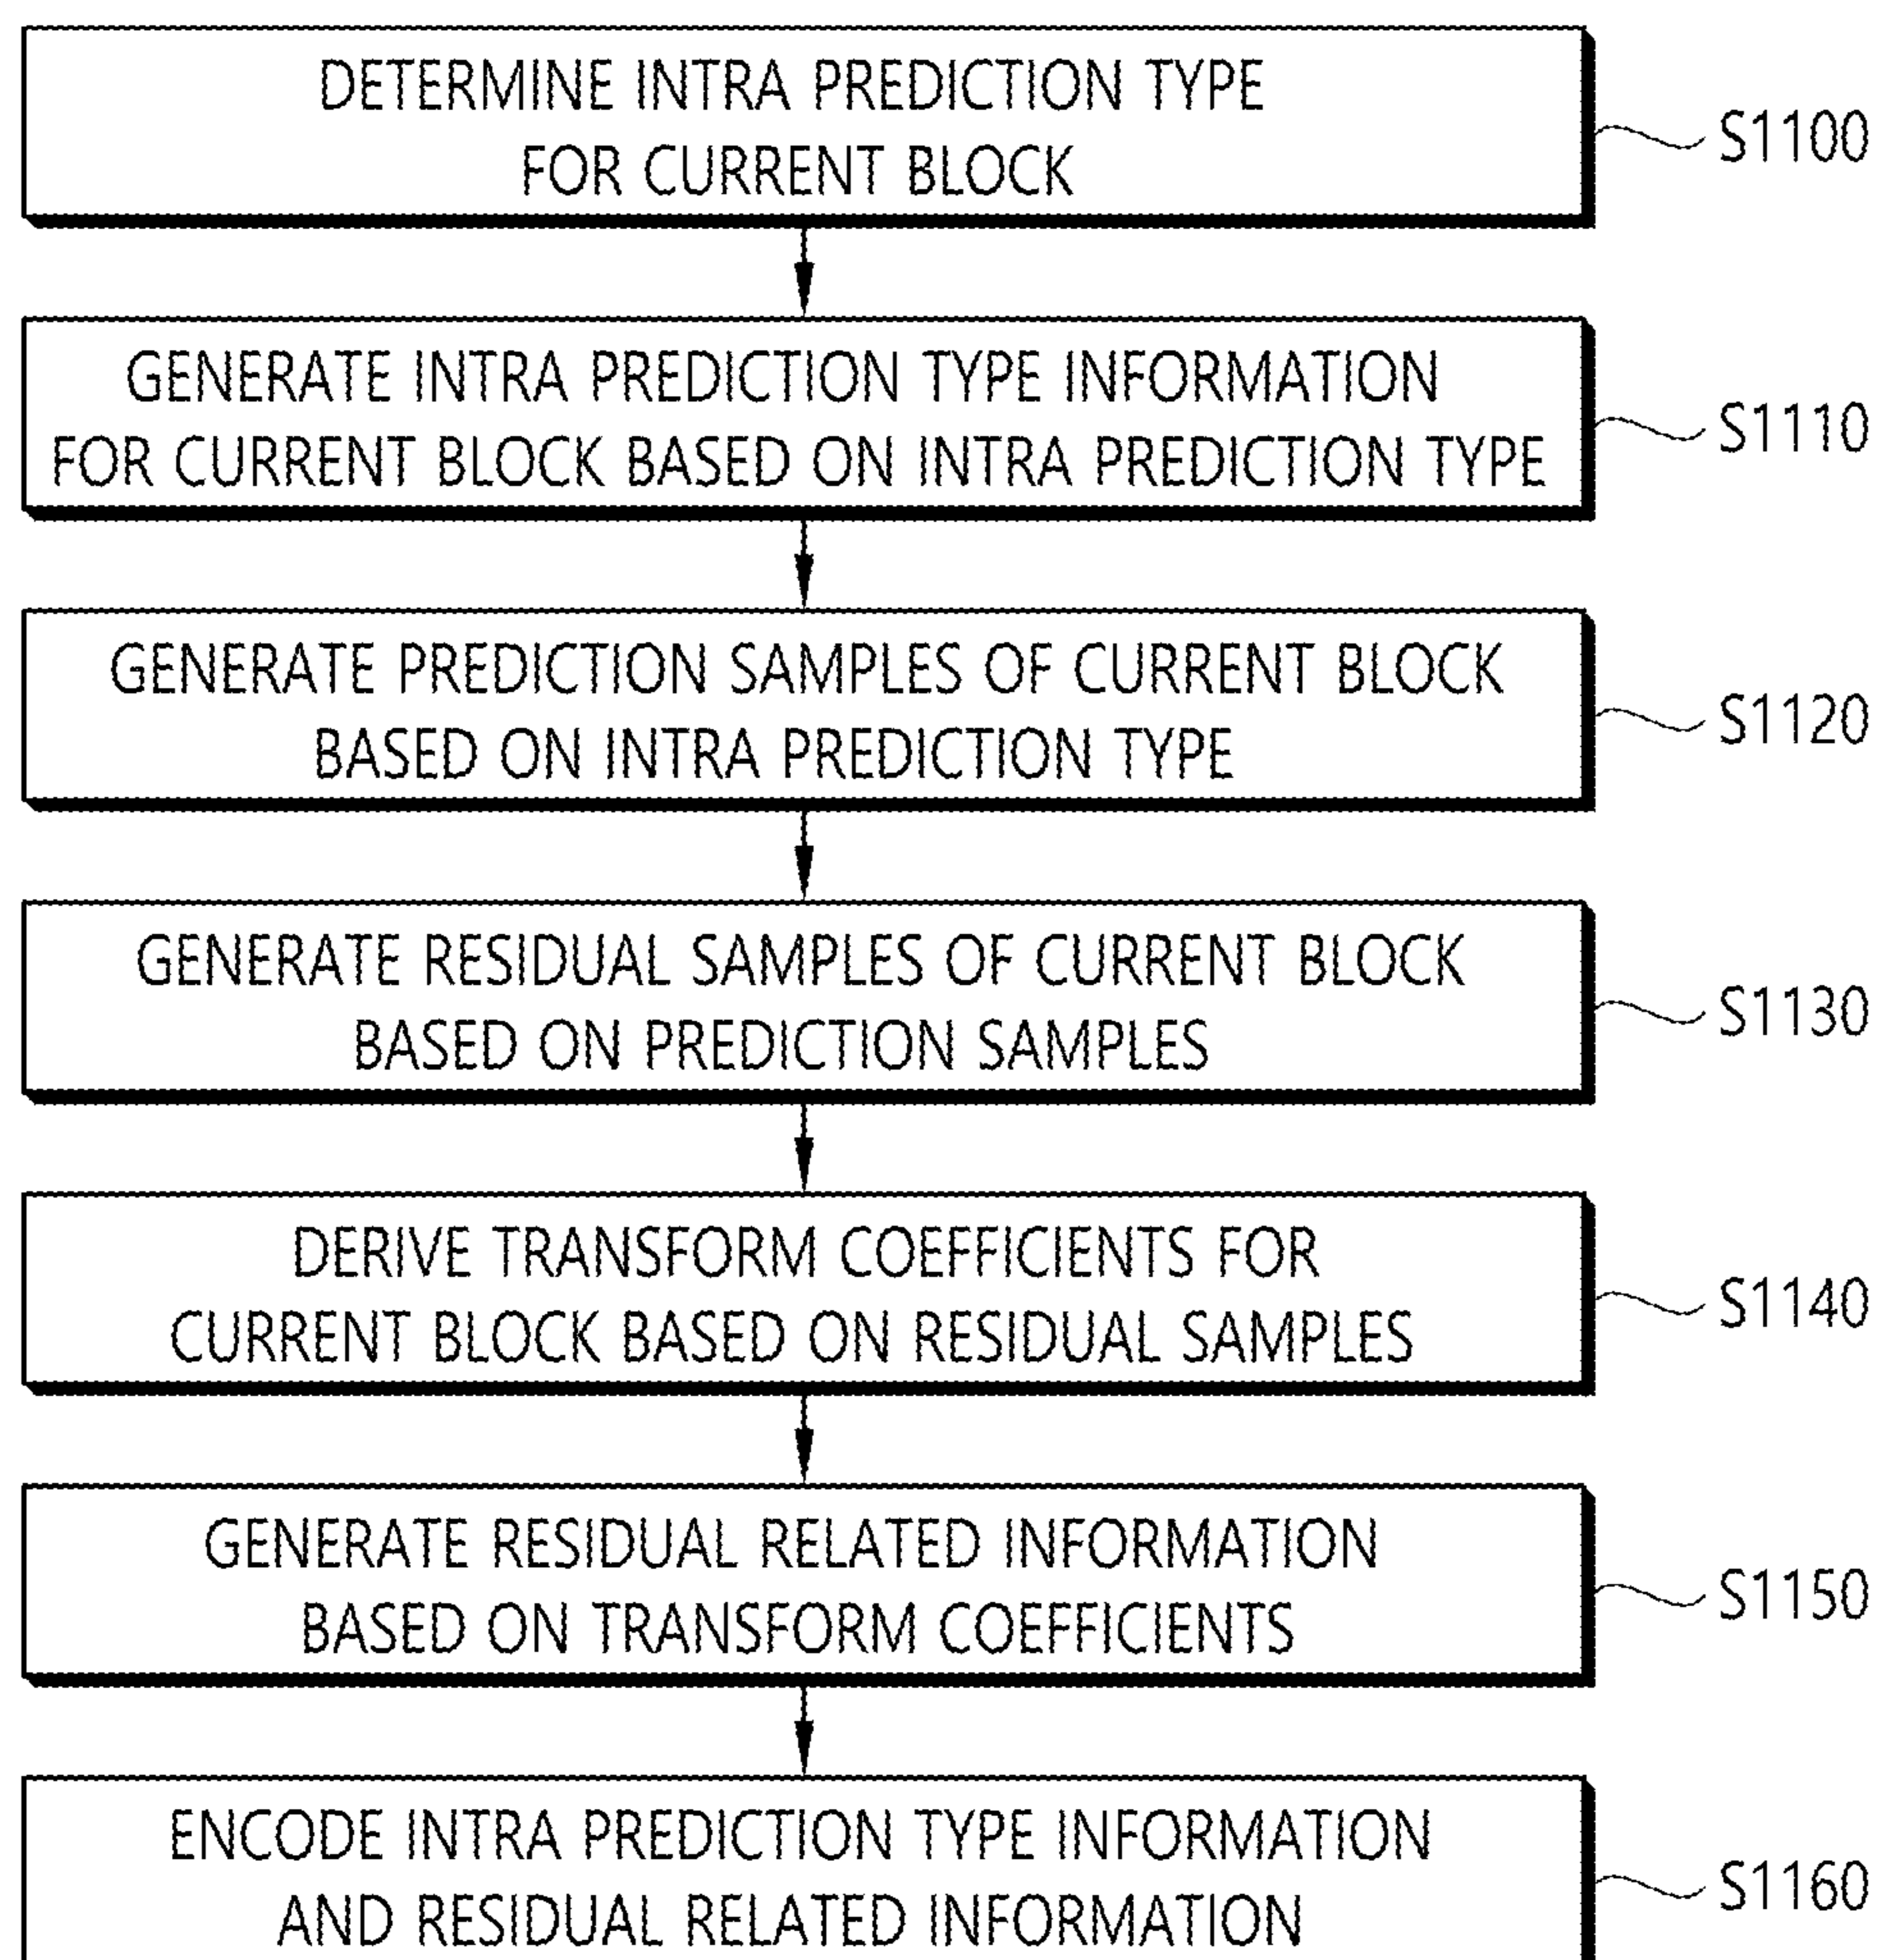 DETERMINE INTRA PREDICTION TYPE
FOR CURRENT BLOCK
S1100
GENERATE INTRA PREDICTION TYPE INFORMATION
FOR CURRENT BLOCK BASED ON INTRA PREDICTION TYPE
S1110
GENERATE PREDICTION SAMPLES OF CURRENT BLOCK
BASED ON INTRA PREDICTION TYPE
S1120
GENERATE RESIDUAL SAMPLES OF CURRENT BLOCK
BASED ON PREDICTION SAMPLES
S1130
DERIVE TRANSFORM COEFFICIENTS FOR
CURRENT BLOCK BASED ON RESIDUAL SAMPLES
S1140
GENERATE RESIDUAL RELATED INFORMATION
BASED ON TRANSFORM COEFFICIENTS
S1150
ENCODE INTRA PREDICTION TYPE INFORMATION
AND RESIDUAL RELATED INFORMATION
S1160